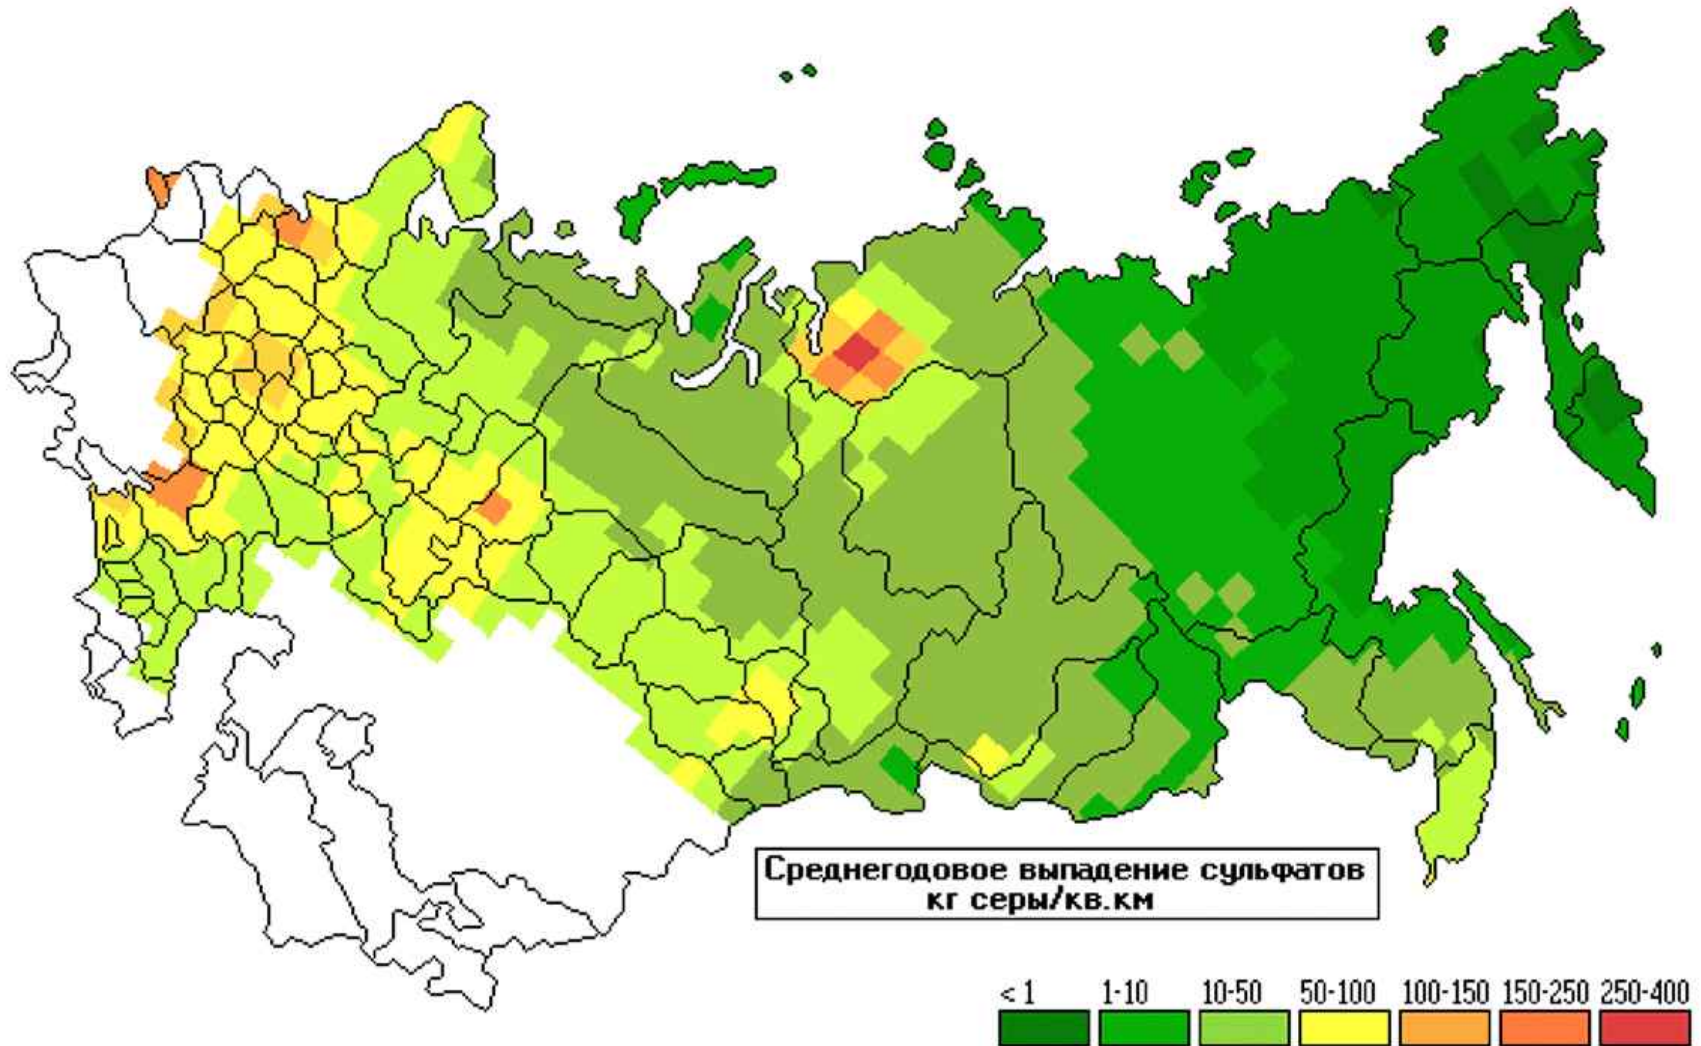 Среднегодовое выпадение сульфатов
кг серы/кв.км
< 1 1-10 10-50 50-100 100-150 150-250 250-400